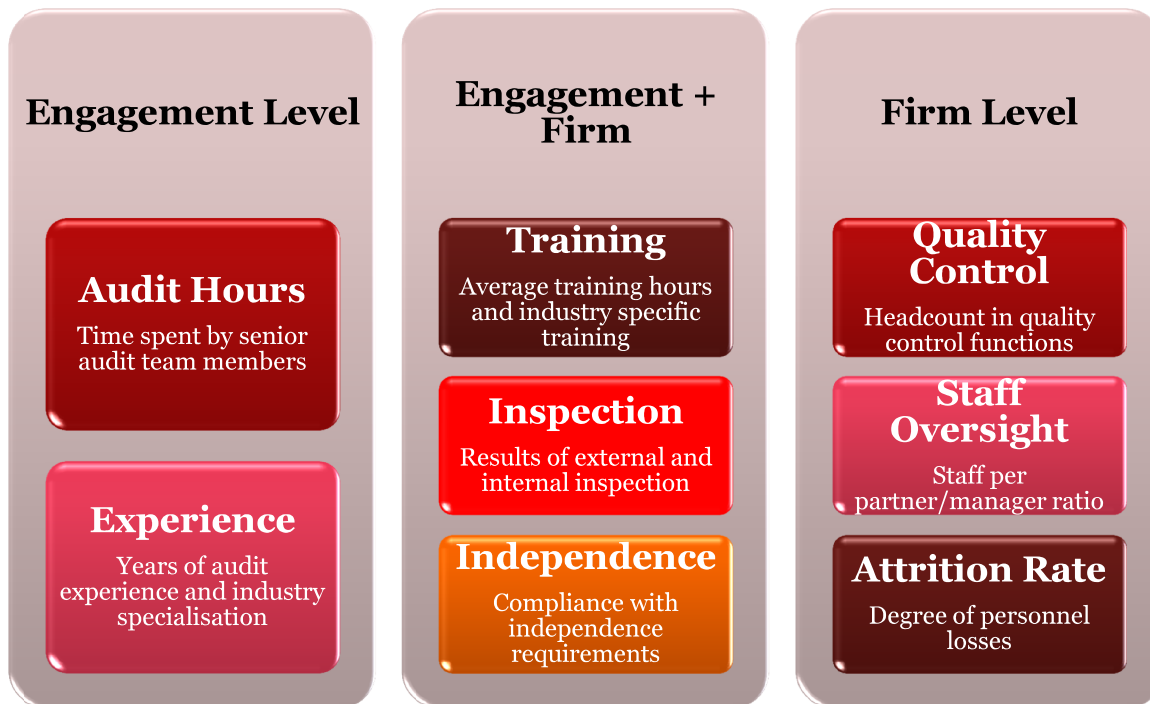 Engagement Level
Audit Hours
Time spent by senior
audit team members
Experience
Years of audit
experience and industry
specialisation
Engagement +
Firm
Training
Average training hours
and industry specific
training
Inspection
Results of external and
internal inspection
Independence
Compliance with
independence
requirements
Firm Level
Quality
Control
Headcount in quality
control functions
Staff
Oversight
Staff per
partner/manager ratio
Attrition Rate
Degree of personnel
losses